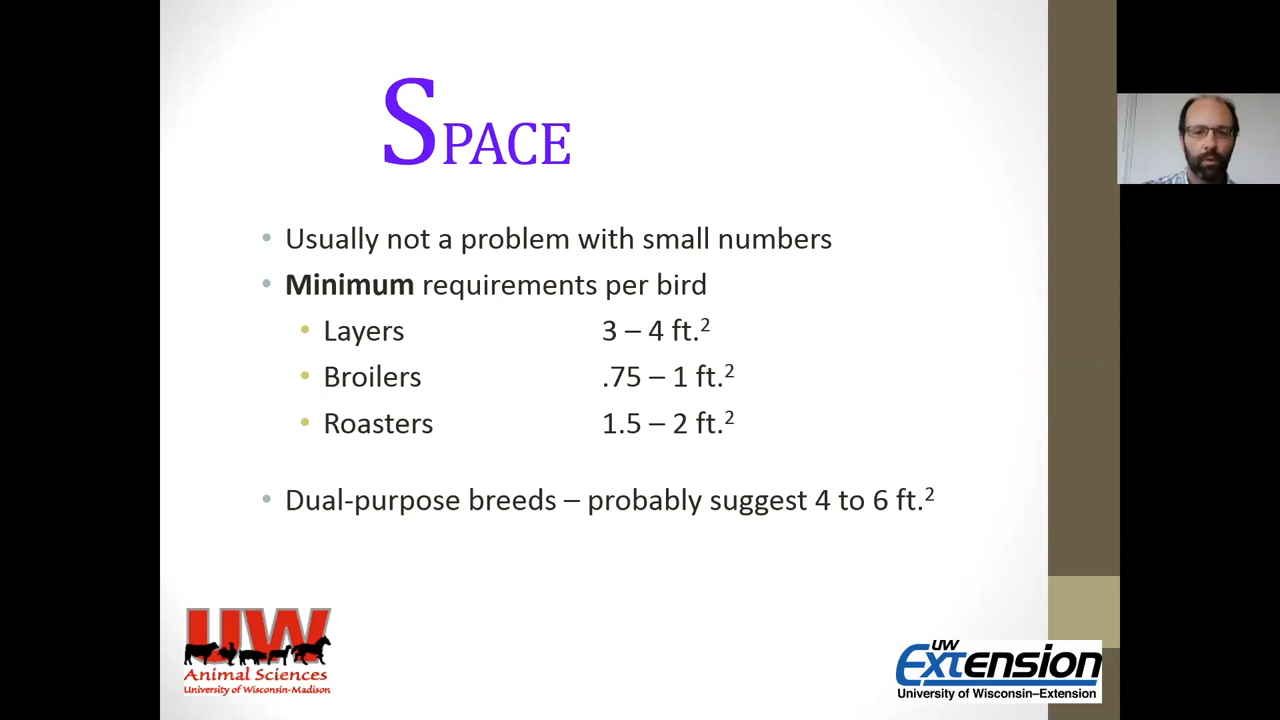 SPACE
• Usually not a problem with small numbers
• Minimum requirements per bird
• Layers 3 – 4 ft.²
• Broilers .75 – 1 ft.²
• Roasters 1.5 – 2 ft.²
• Dual-purpose breeds – probably suggest 4 to 6 ft.²
UW
Animal Sciences
University of Wisconsin-Madison
UW
Extension
University of Wisconsin–Extension